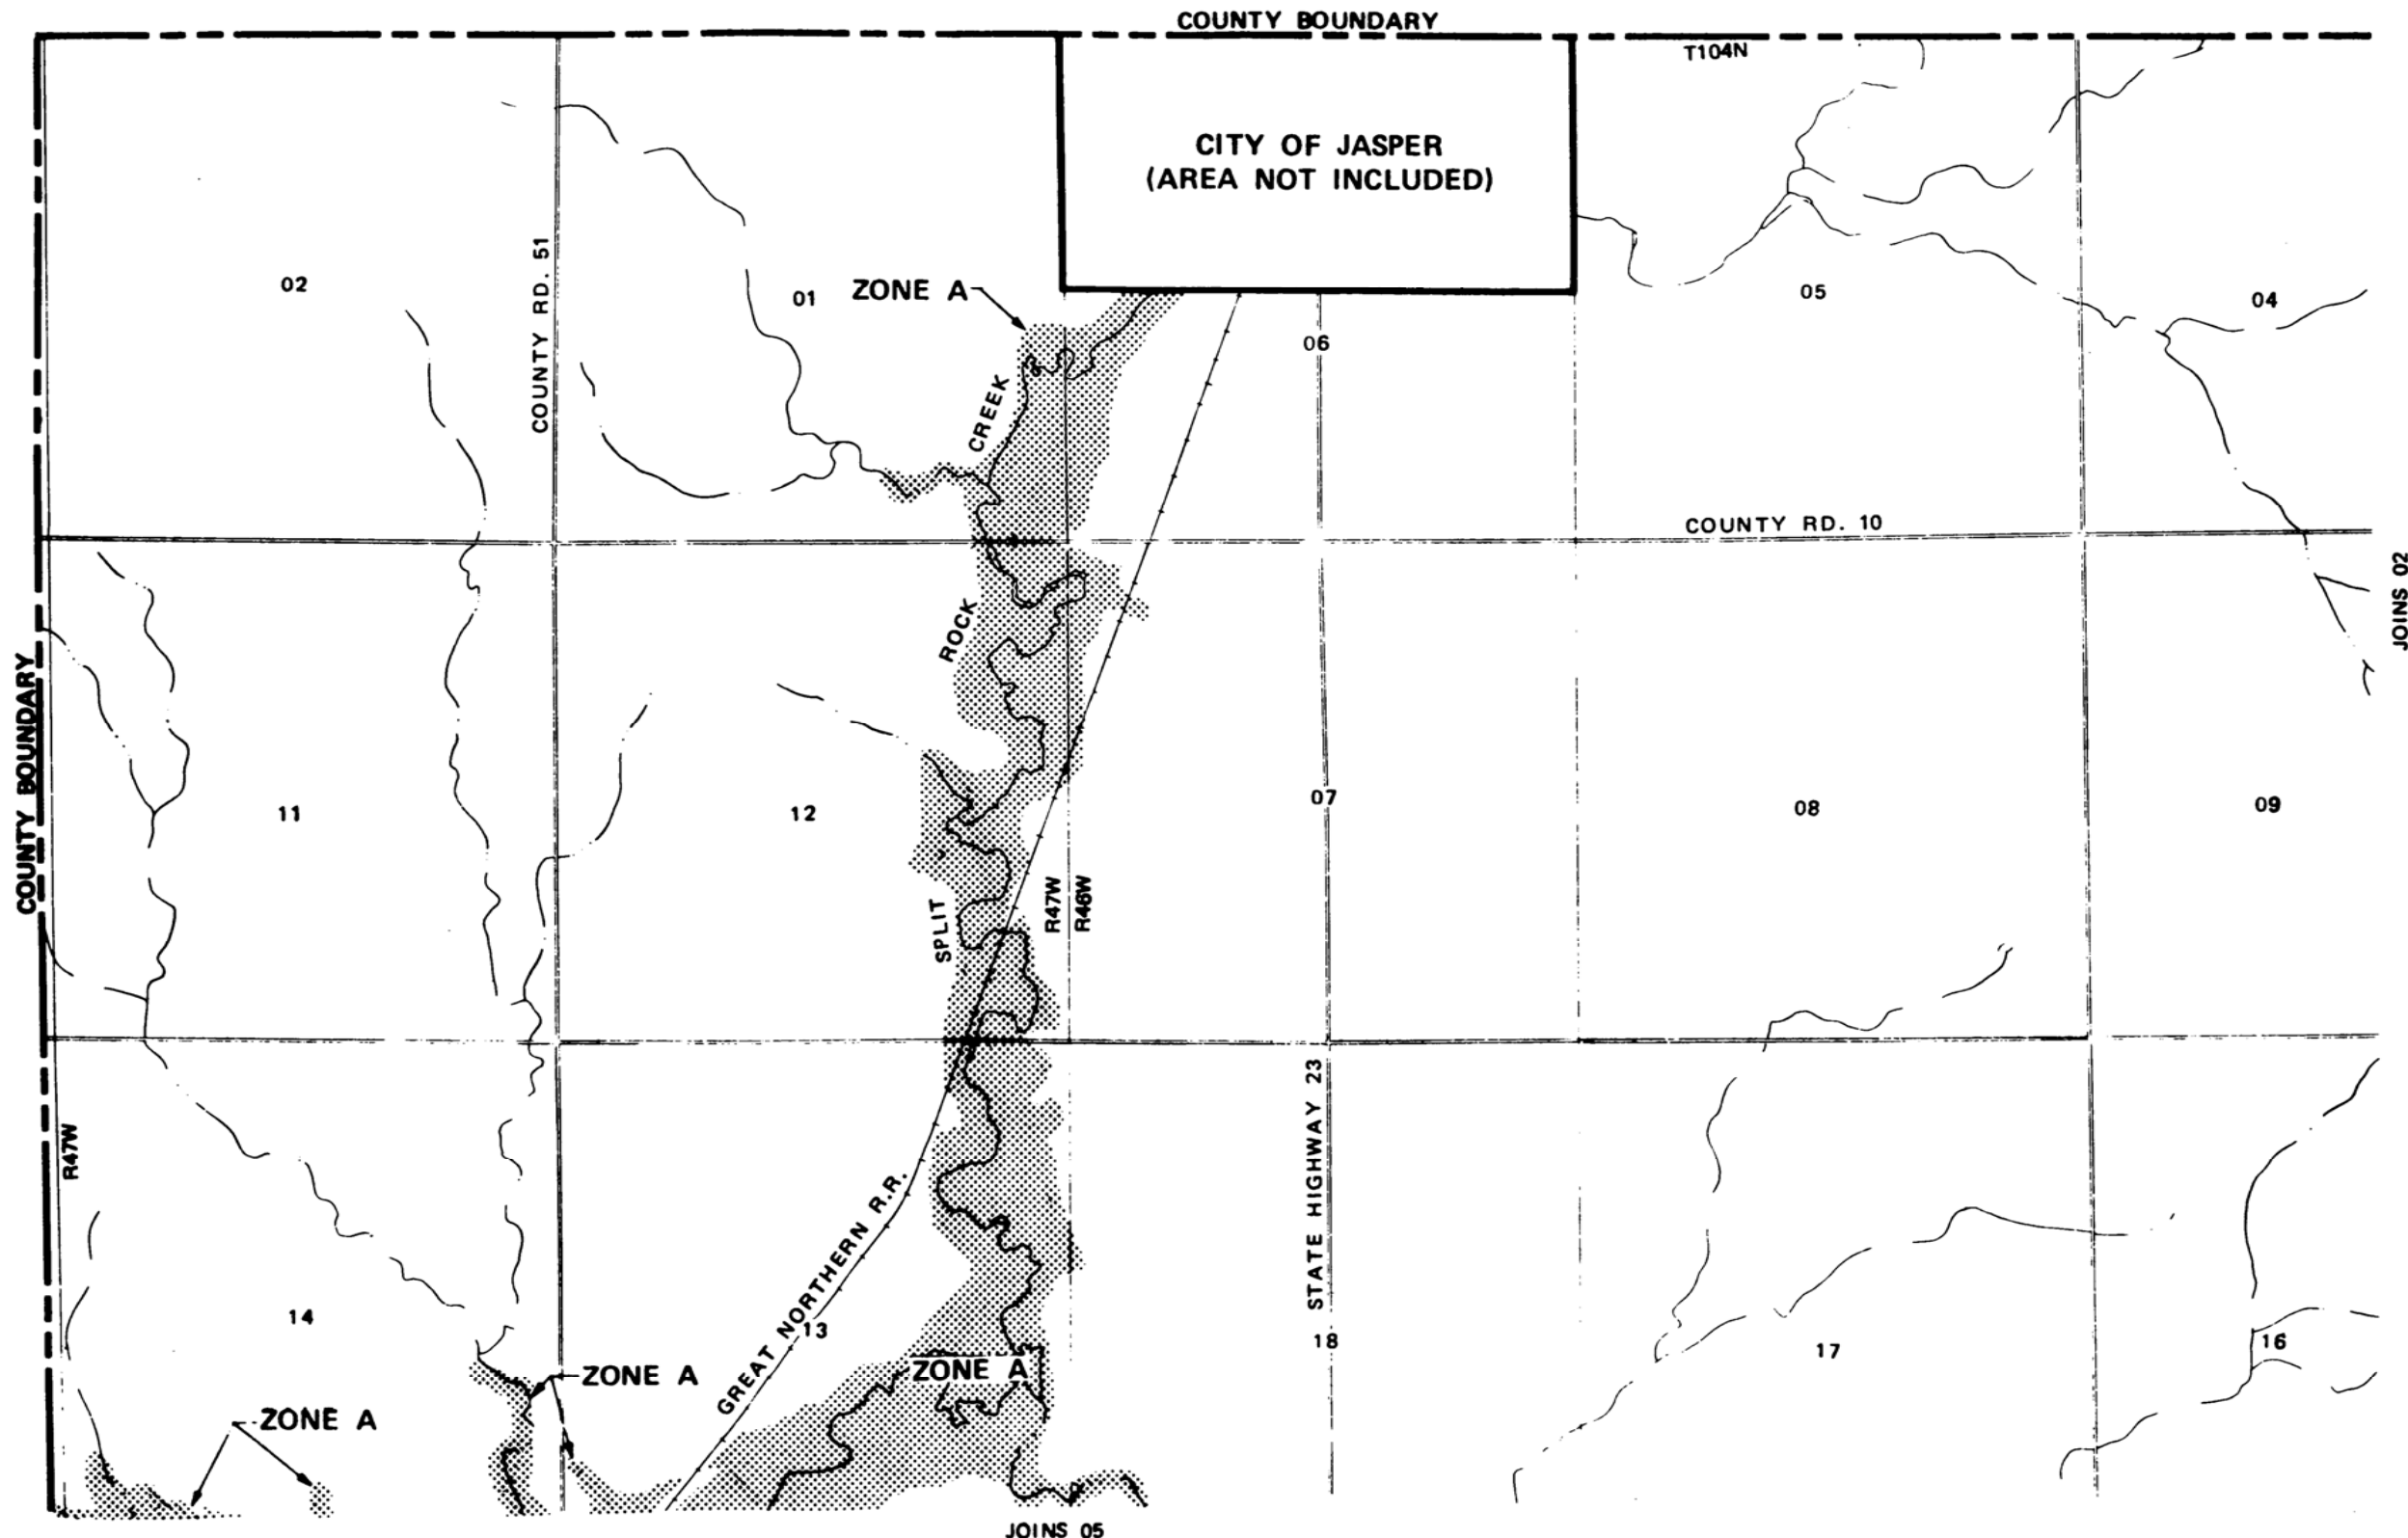 COUNTY BOUNDARY
T104N
CITY OF JASPER
(AREA NOT INCLUDED)
02
COUNTY RD. 51
01
ZONE A
06
05
04
CREEK
COUNTY RD. 10
JOINS 02
ROCK
COUNTY BOUNDARY
11
12
07
08
09
SPLIT
R47W
R46W
R47W
STATE HIGHWAY 23
GREAT NORTHERN R.R.
14
13
18
17
16
ZONE A
ZONE A
ZONE A
JOINS 05